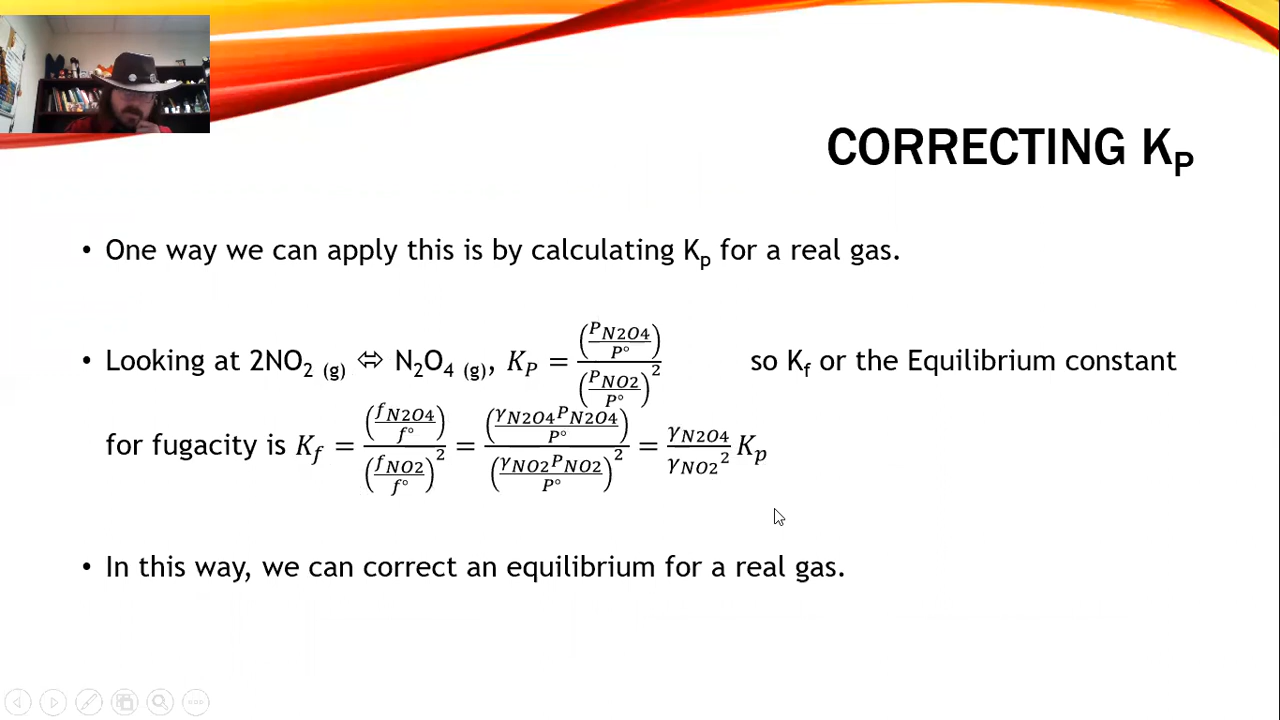 CORRECTING K_P
• One way we can apply this is by calculating K_p for a real gas.
• Looking at 2NO_2 (g) ⇔ N_2O_4 (g), K_P = (P_N2O4/P°) / (P_NO2/P°)^2 so K_f or the Equilibrium constant
for fugacity is K_f = (f_N2O4/f°) / (f_NO2/f°)^2 = (γ_N2O4 P_N2O4/P°) / (γ_NO2 P_NO2/P°)^2 = γ_N2O4/γ_NO2^2 K_p
• In this way, we can correct an equilibrium for a real gas.